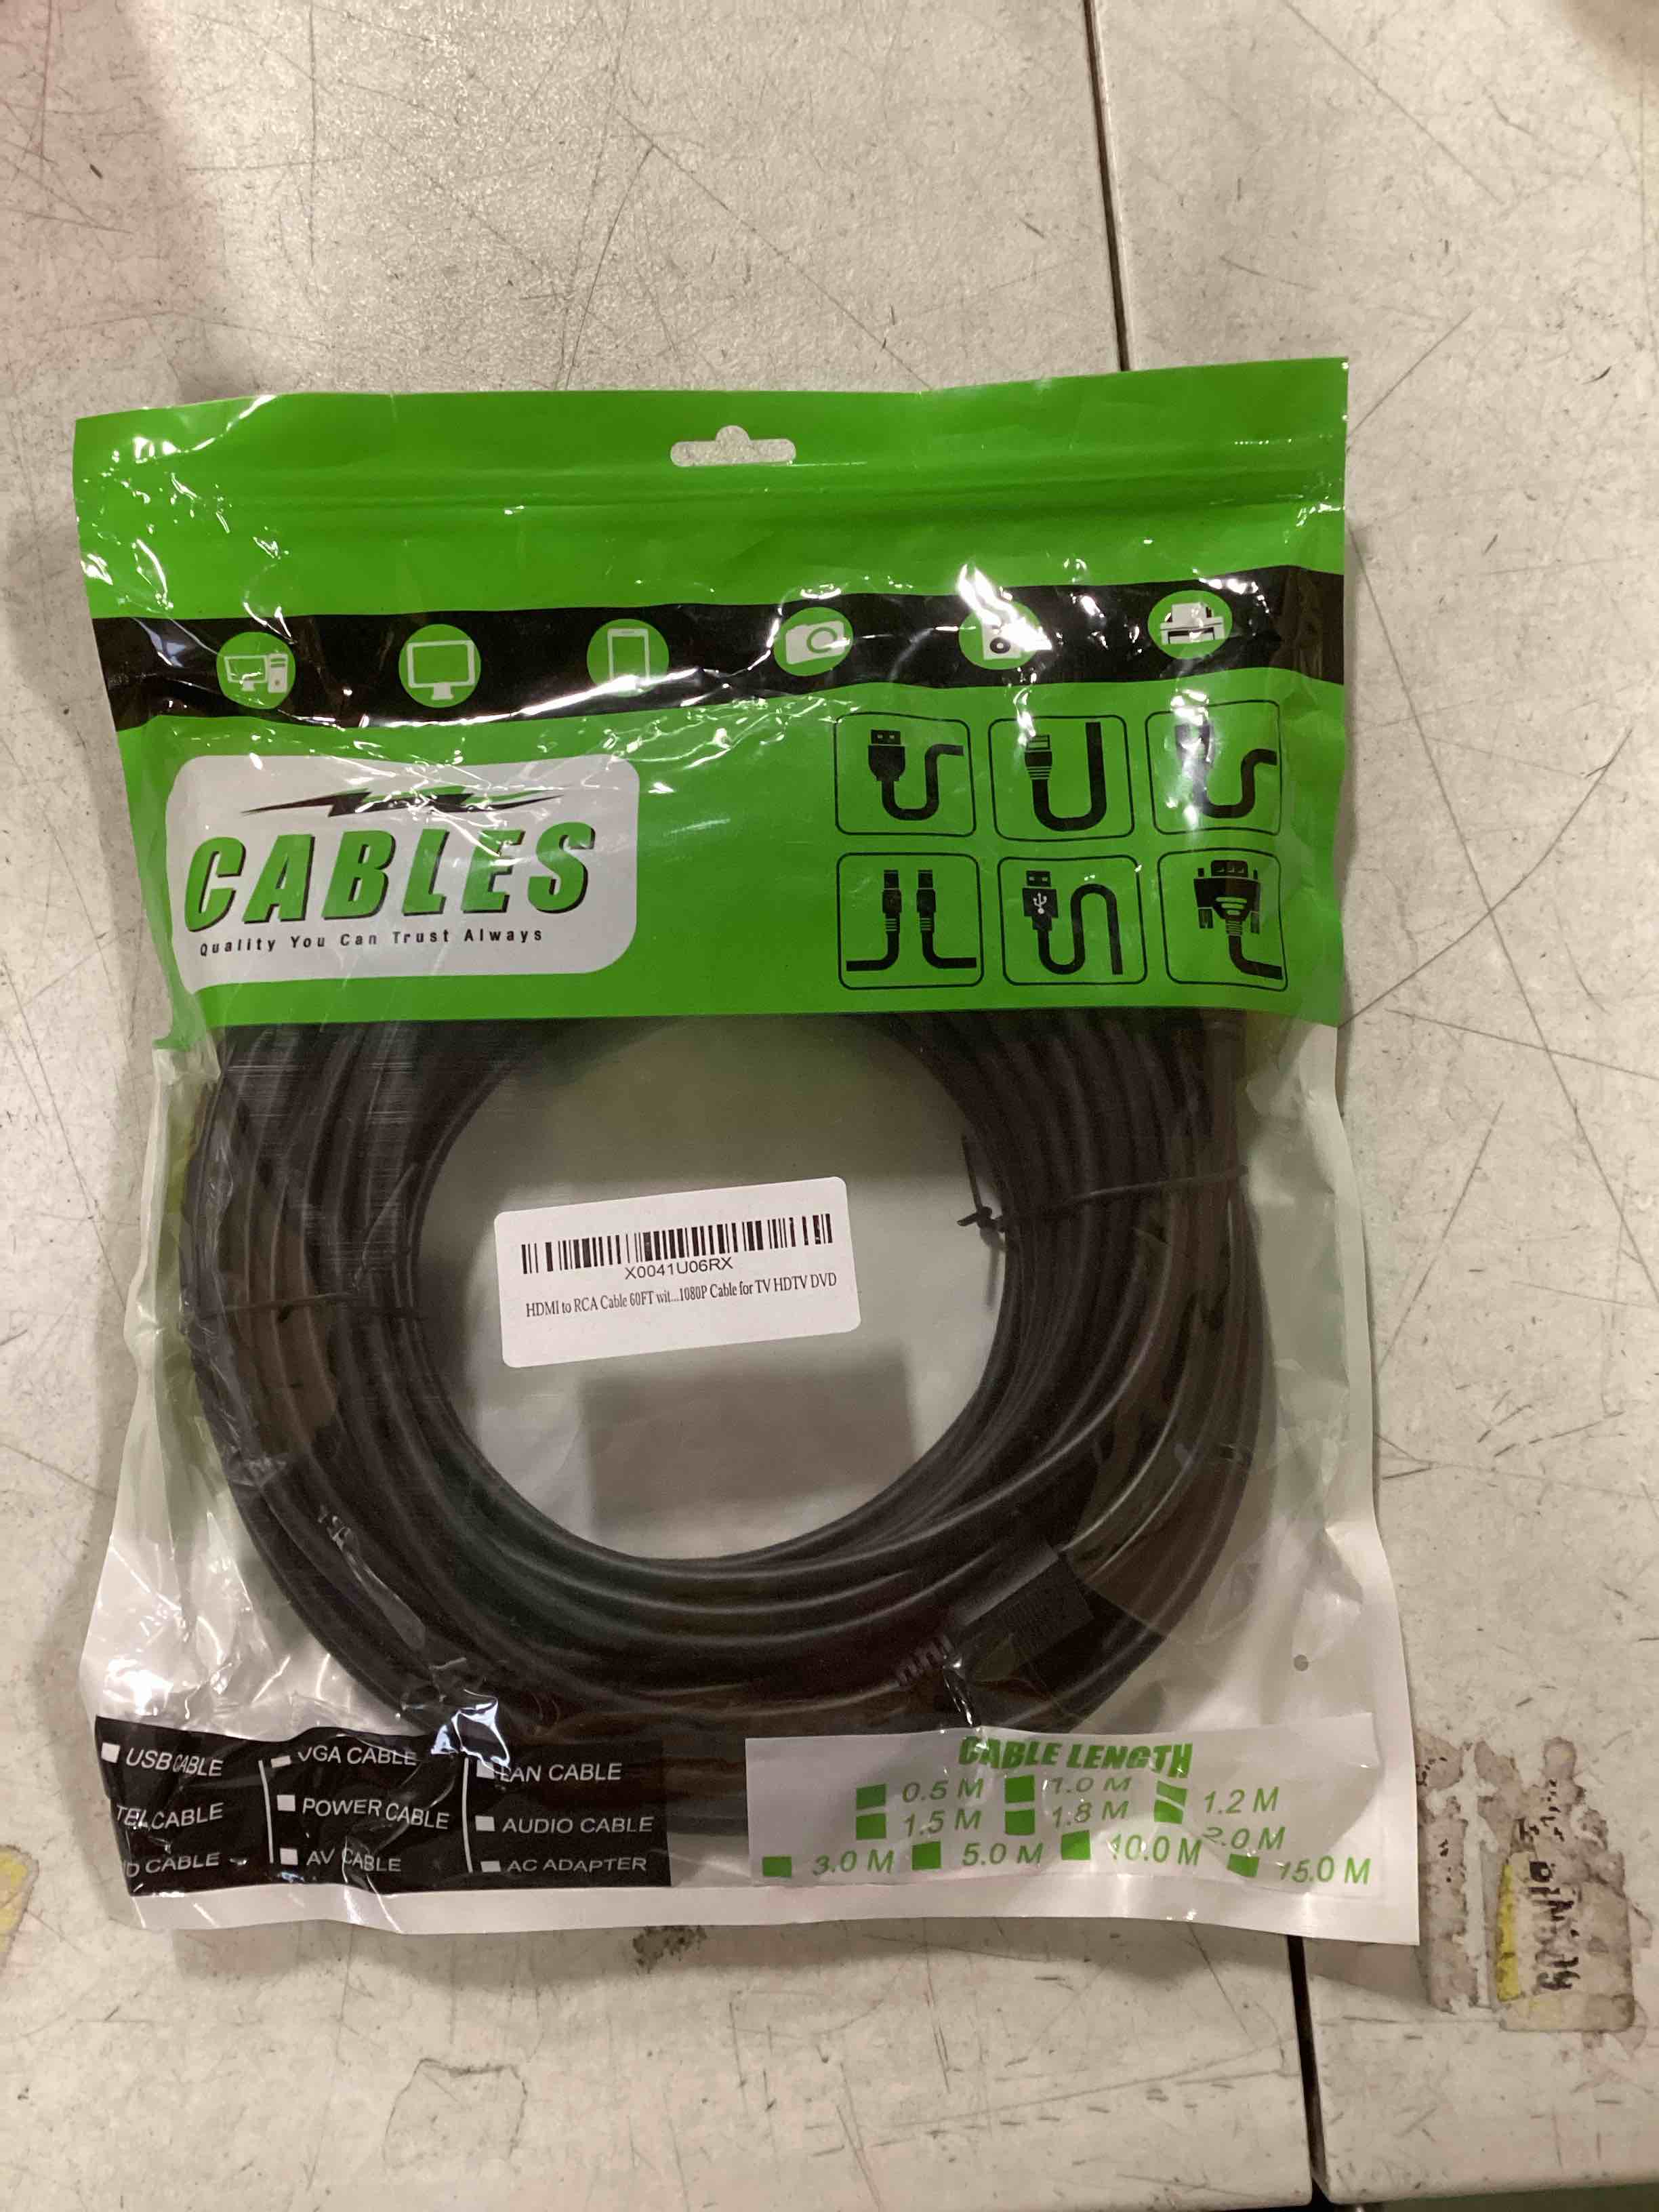 CABLES
Quality You Can Trust Always
X0041U06RX
HDMI to RCA Cable 60FT wit...1080P Cable for TV HDTV DVD
USB CABLE
VGA CABLE
LAN CABLE
TEL CABLE
POWER CABLE
AUDIO CABLE
D CABLE
AV CABLE
AC ADAPTER
CABLE LENGTH
0.5 M 1.0 M 1.2 M
1.5 M 1.8 M 2.0 M
3.0 M 5.0 M 10.0 M 15.0 M